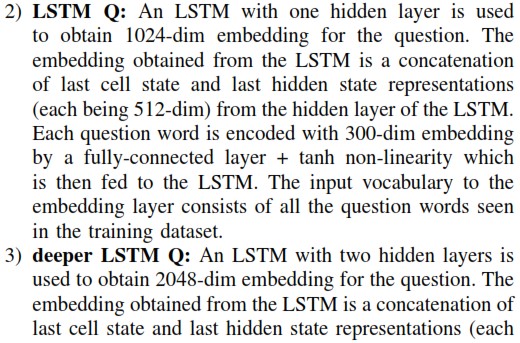 2) LSTM Q: An LSTM with one hidden layer is used
to obtain 1024-dim embedding for the question. The
embedding obtained from the LSTM is a concatenation
of last cell state and last hidden state representations
(each being 512-dim) from the hidden layer of the LSTM.
Each question word is encoded with 300-dim embedding
by a fully-connected layer + tanh non-linearity which
is then fed to the LSTM. The input vocabulary to the
embedding layer consists of all the question words seen
in the training dataset.
3) deeper LSTM Q: An LSTM with two hidden layers is
used to obtain 2048-dim embedding for the question. The
embedding obtained from the LSTM is a concatenation of
last cell state and last hidden state representations (each